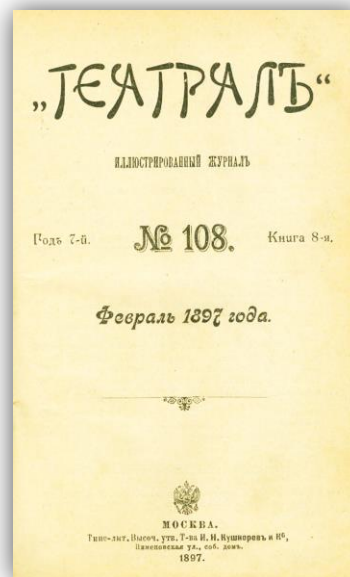 „ТЕАТРАЛЪ“
ИЛЛЮСТРИРОВАННЫЙ ЖУРНАЛЪ
Годъ 7-й. № 108. Книга 8-я.
Февраль 1897 года.
МОСКВА.
Типо-лит. Высоч. утв. Т-ва И. Н. Кушнеревъ и Кº,
Пименовская ул., соб. домъ.
1897.